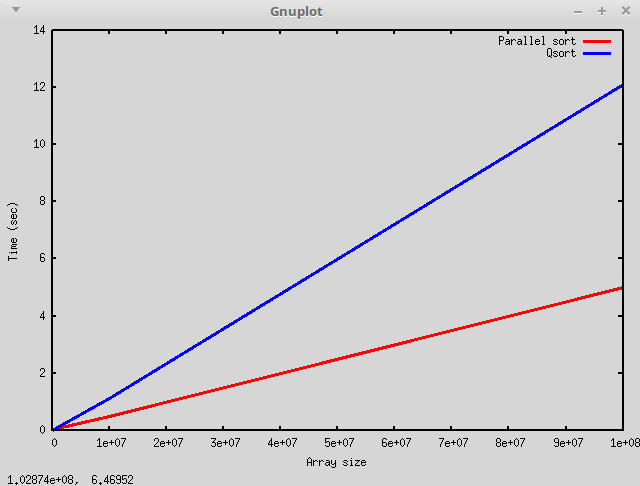 Gnuplot
14
Parallel sort
Qsort
12
10
8
Time (sec)
6
4
2
0
0 1e+07 2e+07 3e+07 4e+07 5e+07 6e+07 7e+07 8e+07 9e+07 1e+08
Array size
1.02874e+08, 6.46952